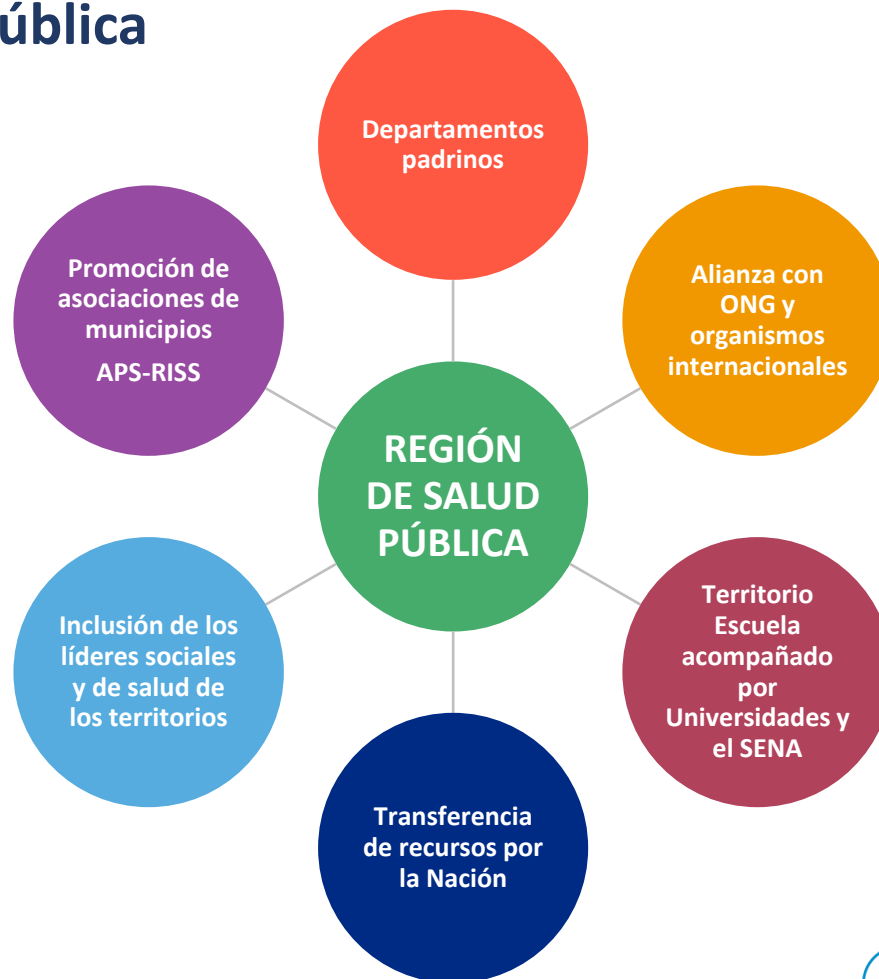 ública
Departamentos
padrinos
Promoción de
asociaciones de
municipios
APS-RISS
Alianza con
ONG y
organismos
internacionales
REGIÓN
DE SALUD
PÚBLICA
Inclusión de los
líderes sociales
y de salud de
los territorios
Territorio
Escuela
acompañado
por
Universidades y
el SENA
Transferencia
de recursos por
la Nación